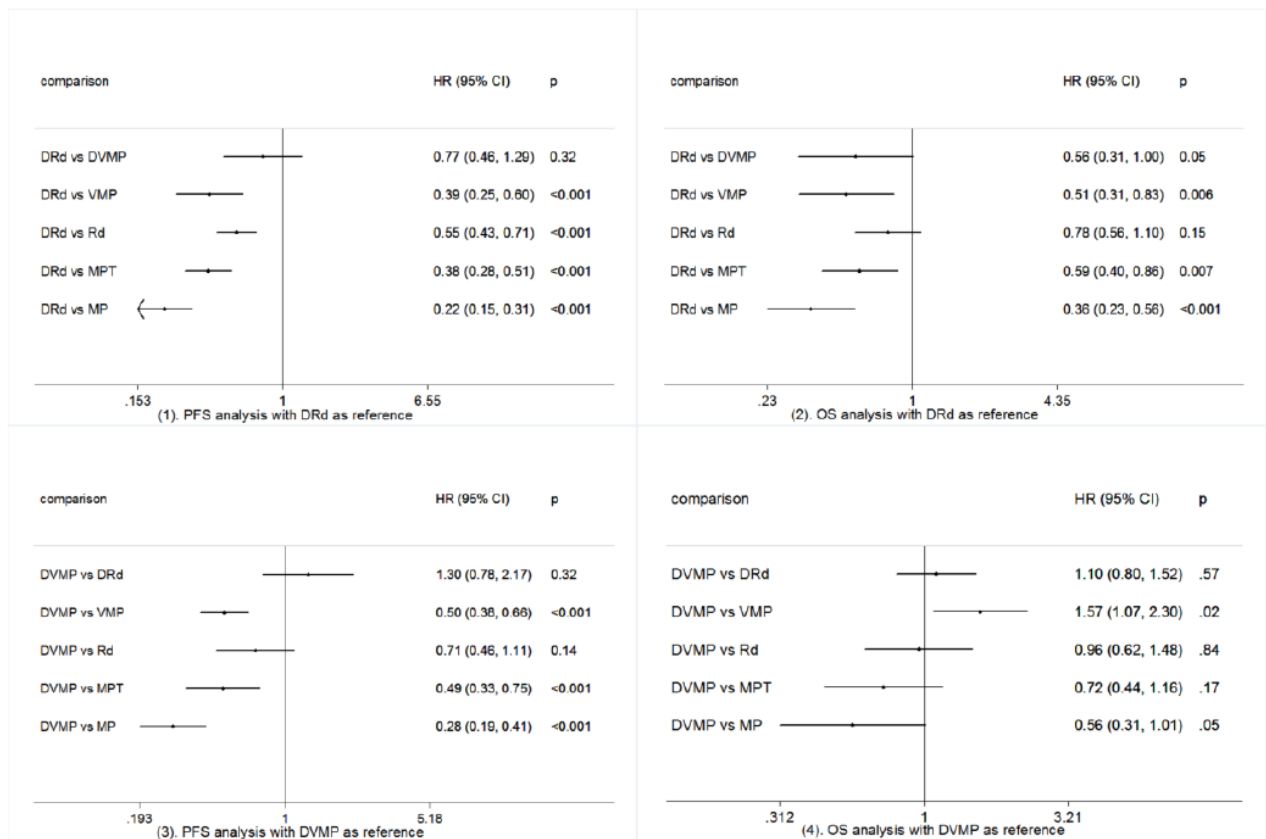 comparison HR (95% CI) p
DRd vs DVMP 0.77 (0.46, 1.29) 0.32
DRd vs VMP 0.39 (0.25, 0.60) <0.001
DRd vs Rd 0.55 (0.43, 0.71) <0.001
DRd vs MPT 0.38 (0.28, 0.51) <0.001
DRd vs MP 0.22 (0.15, 0.31) <0.001
.153 1 6.55
(1). PFS analysis with DRd as reference
comparison HR (95% CI) p
DRd vs DVMP 0.56 (0.31, 1.00) 0.05
DRd vs VMP 0.51 (0.31, 0.83) 0.006
DRd vs Rd 0.78 (0.56, 1.10) 0.15
DRd vs MPT 0.59 (0.40, 0.86) 0.007
DRd vs MP 0.36 (0.23, 0.56) <0.001
.23 1 4.35
(2). OS analysis with DRd as reference
comparison HR (95% CI) p
DVMP vs DRd 1.30 (0.78, 2.17) 0.32
DVMP vs VMP 0.50 (0.38, 0.66) <0.001
DVMP vs Rd 0.71 (0.46, 1.11) 0.14
DVMP vs MPT 0.49 (0.33, 0.75) <0.001
DVMP vs MP 0.28 (0.19, 0.41) <0.001
.193 1 5.18
(3). PFS analysis with DVMP as reference
comparison HR (95% CI) p
DVMP vs DRd 1.10 (0.80, 1.52) .57
DVMP vs VMP 1.57 (1.07, 2.30) .02
DVMP vs Rd 0.96 (0.62, 1.48) .84
DVMP vs MPT 0.72 (0.44, 1.16) .17
DVMP vs MP 0.56 (0.31, 1.01) .05
.312 1 3.21
(4). OS analysis with DVMP as reference